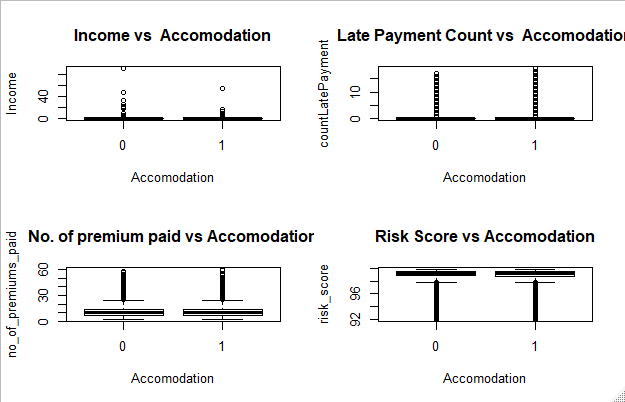 Income vs Accomodation
Income
0 40
0 1
Accomodation
Late Payment Count vs Accomodation
countLatePayment
0 10
0 1
Accomodation
No. of premium paid vs Accomodation
no_of_premiums_paid
0 30 60
0 1
Accomodation
Risk Score vs Accomodation
risk_score
92 96
0 1
Accomodation